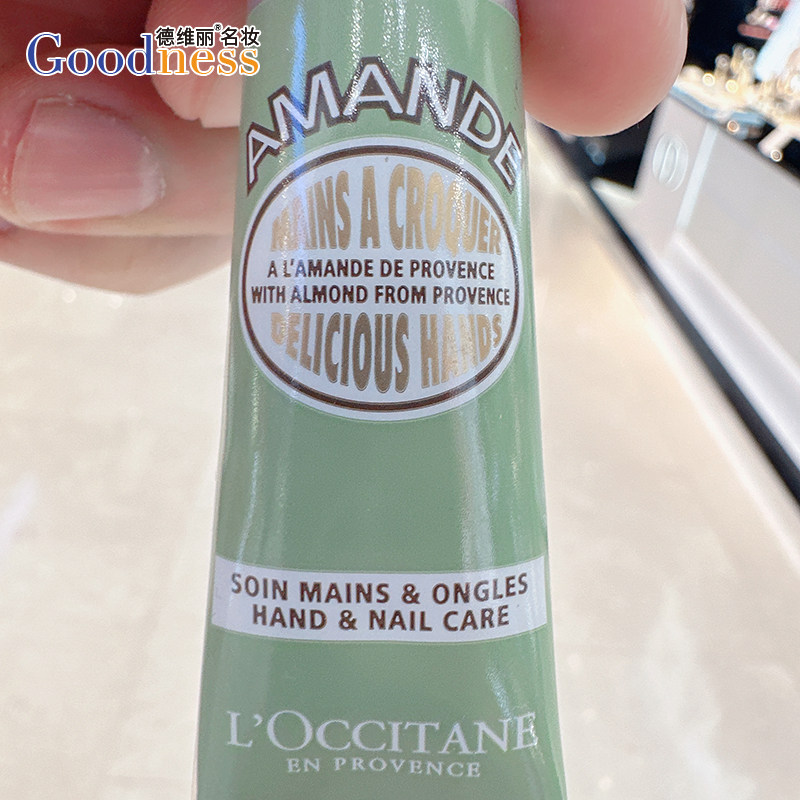 德维丽®名妆
Goodness
AMANDE
MAINS A CROQUER
A L'AMANDE DE PROVENCE
WITH ALMOND FROM PROVENCE
DELICIOUS HANDS
SOIN MAINS & ONGLES
HAND & NAIL CARE
L'OCCITANE
EN PROVENCE